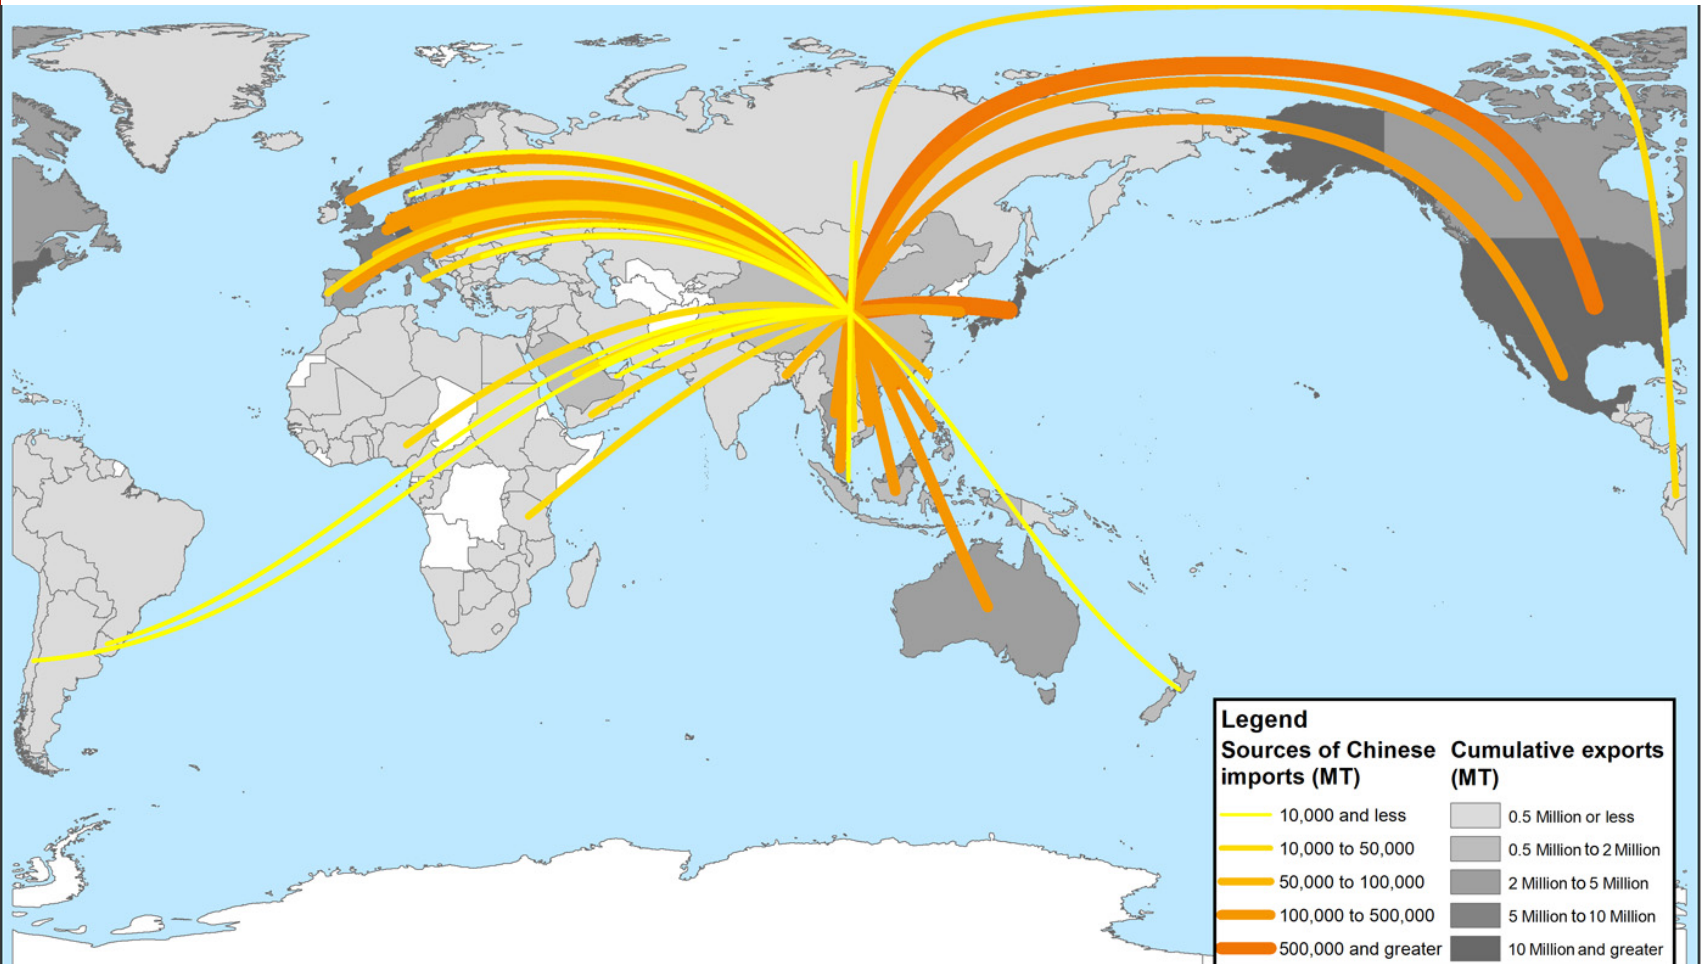 Legend
Sources of Chinese
imports (MT)
10,000 and less
10,000 to 50,000
50,000 to 100,000
100,000 to 500,000
500,000 and greater
Cumulative exports
(MT)
0.5 Million or less
0.5 Million to 2 Million
2 Million to 5 Million
5 Million to 10 Million
10 Million and greater